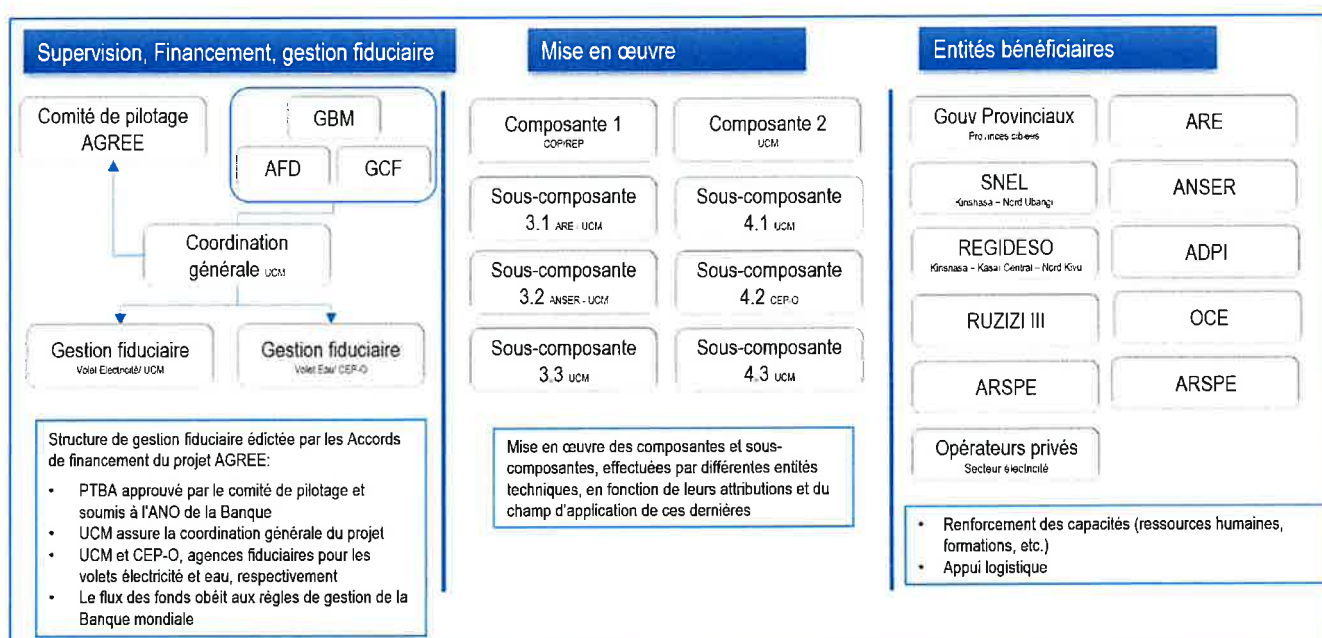 Supervision, Financement, gestion fiduciaire
Comité de pilotage
AGREE
GBM
AFD
GCF
Coordination
générale UCM
Gestion fiduciaire
Volet Electricité/ UCM
Gestion fiduciaire
Volet Eau/ CEP-O
Structure de gestion fiduciaire édictée par les Accords
de financement du projet AGREE:
• PTBA approuvé par le comité de pilotage et
soumis à l'ANO de la Banque
• UCM assure la coordination générale du projet
• UCM et CEP-O, agences fiduciaires pour les
volets électricité et eau, respectivement
• Le flux des fonds obéit aux règles de gestion de la
Banque mondiale
Mise en œuvre
Composante 1
COP/REP
Composante 2
UCM
Sous-composante
3.1 ARE - UCM
Sous-composante
4.1 UCM
Sous-composante
3.2 ANSER - UCM
Sous-composante
4.2 CEP-O
Sous-composante
3.3 UCM
Sous-composante
4.3 UCM
Mise en œuvre des composantes et sous-
composantes, effectuées par différentes entités
techniques, en fonction de leurs attributions et du
champ d'application de ces dernières
Entités bénéficiaires
Gouv Provinciaux
Provinces
ARE
SNEL
Kinshasa – Nord Ubangi
ANSER
REGIDESO
Kinshasa – Kasaï Central – Nord Kivu
ADPI
RUZIZI III
OCE
ARSPE
ARSPE
Opérateurs privés
Secteur électricité
• Renforcement des capacités (ressources humaines,
formations, etc.)
• Appui logistique